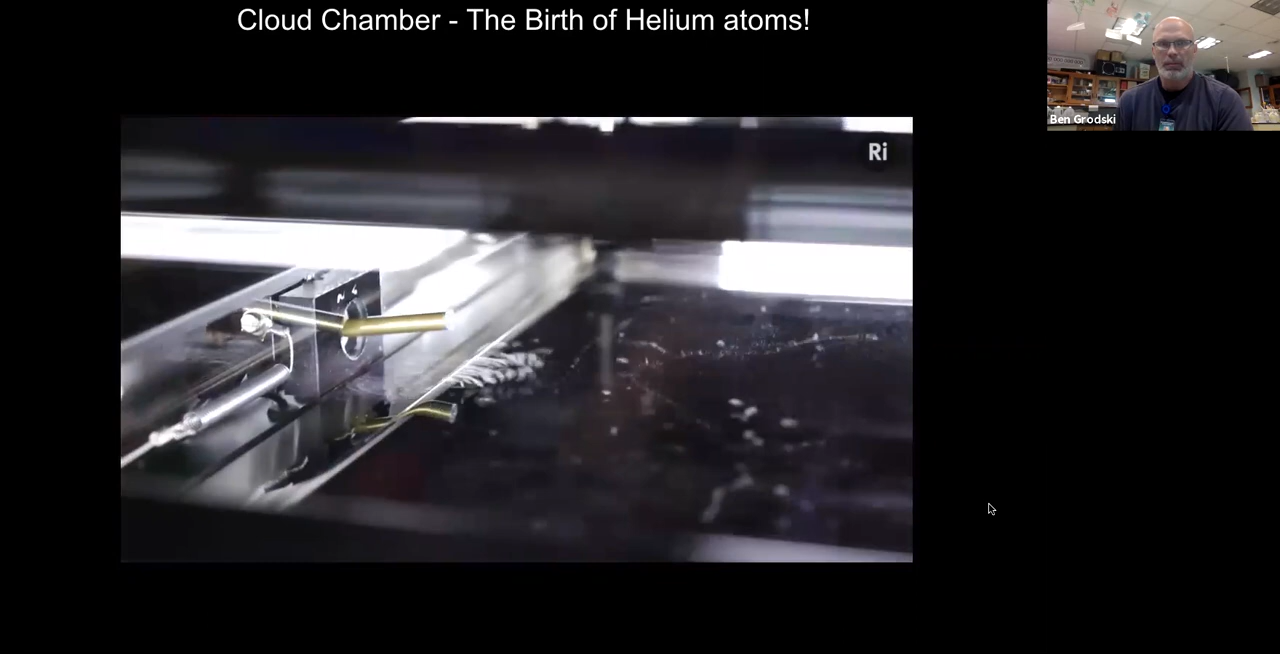 Cloud Chamber - The Birth of Helium atoms!
Ri
Ben Grodski